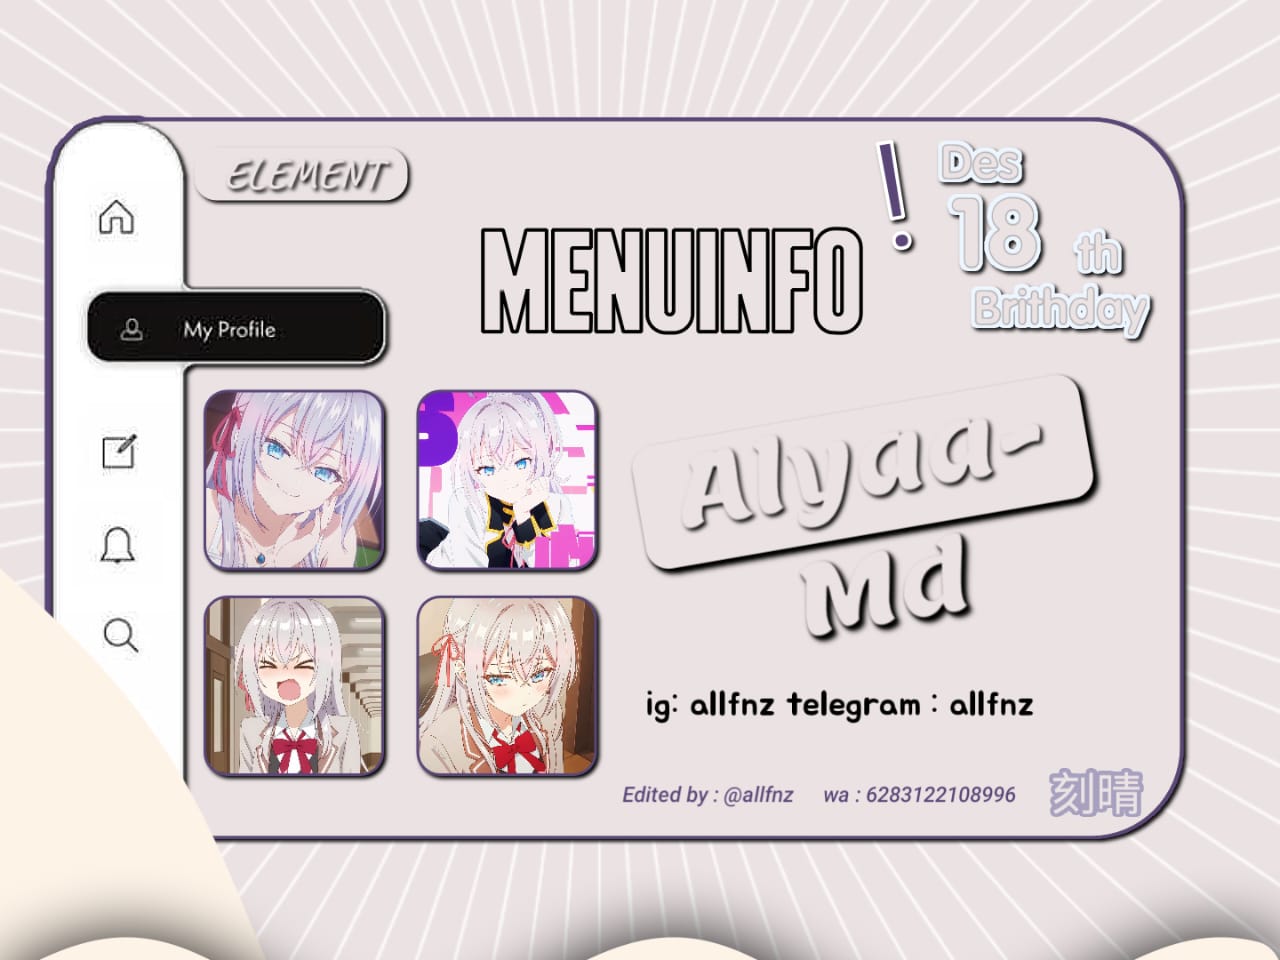 ELEMENT
MENUINFO
!
Des
18 th
Brithday
My Profile
Alyaa-
Md
ig: allfnz telegram : allfnz
Edited by : @allfnz wa : 6283122108996
刻晴